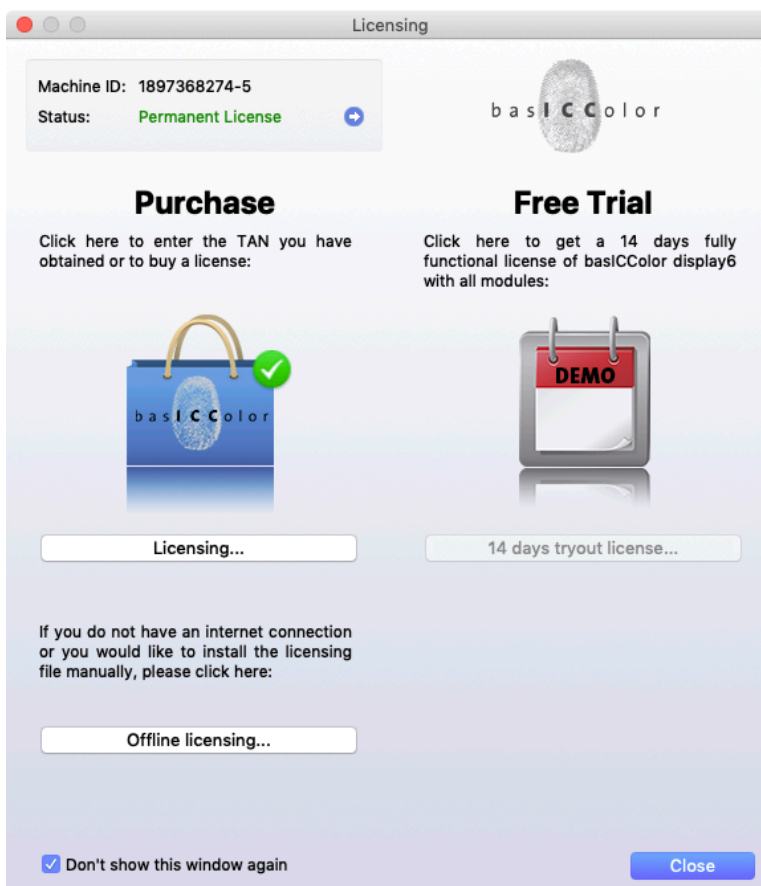 Licensing
Machine ID: 1897368274-5
Status: Permanent License
basICColor
Purchase
Click here to enter the TAN you have
obtained or to buy a license:
basICColor
Licensing...
If you do not have an internet connection
or you would like to install the licensing
file manually, please click here:
Offline licensing...
Free Trial
Click here to get a 14 days fully
functional license of basICColor display6
with all modules:
DEMO
14 days tryout license...
Don't show this window again
Close